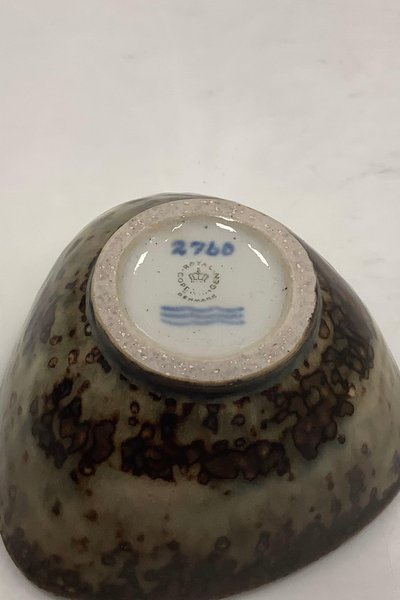 2760
ROYAL
COPENHAGEN
DENMARK